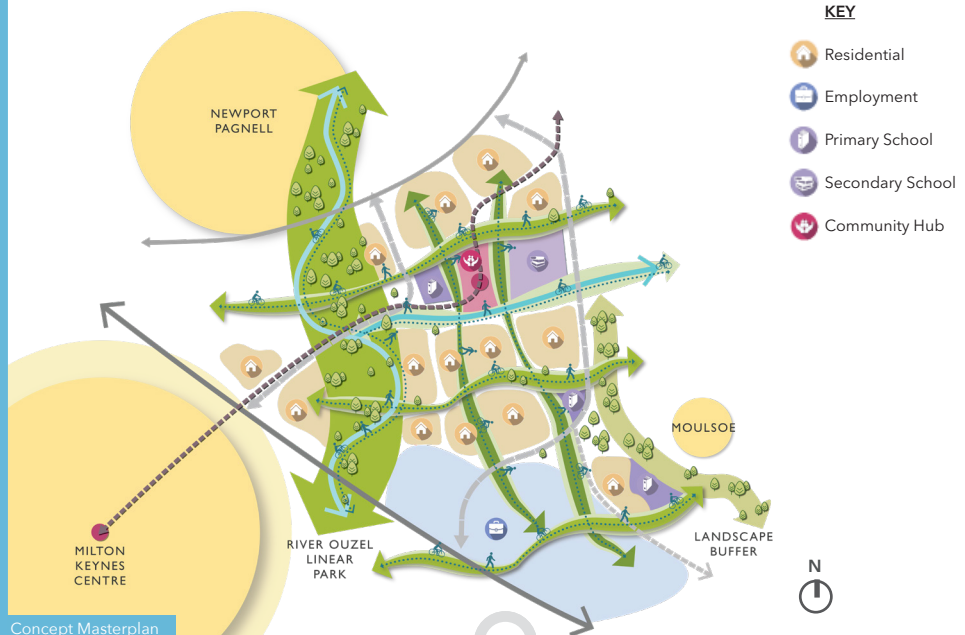 KEY
Residential
Employment
Primary School
Secondary School
Community Hub
NEWPORT
PAGNELL
MOULSOE
MILTON
KEYNES
CENTRE
RIVER OUZEL
LINEAR
PARK
LANDSCAPE
BUFFER
N
Concept Masterplan